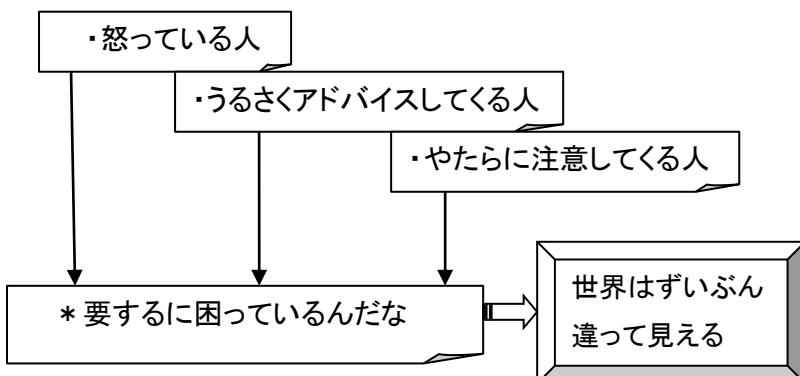 ・怒っている人
・うるさくアドバイスしてくる人
・やたらに注意してくる人
＊要するに困っているんだな
世界はずいぶん
違って見える